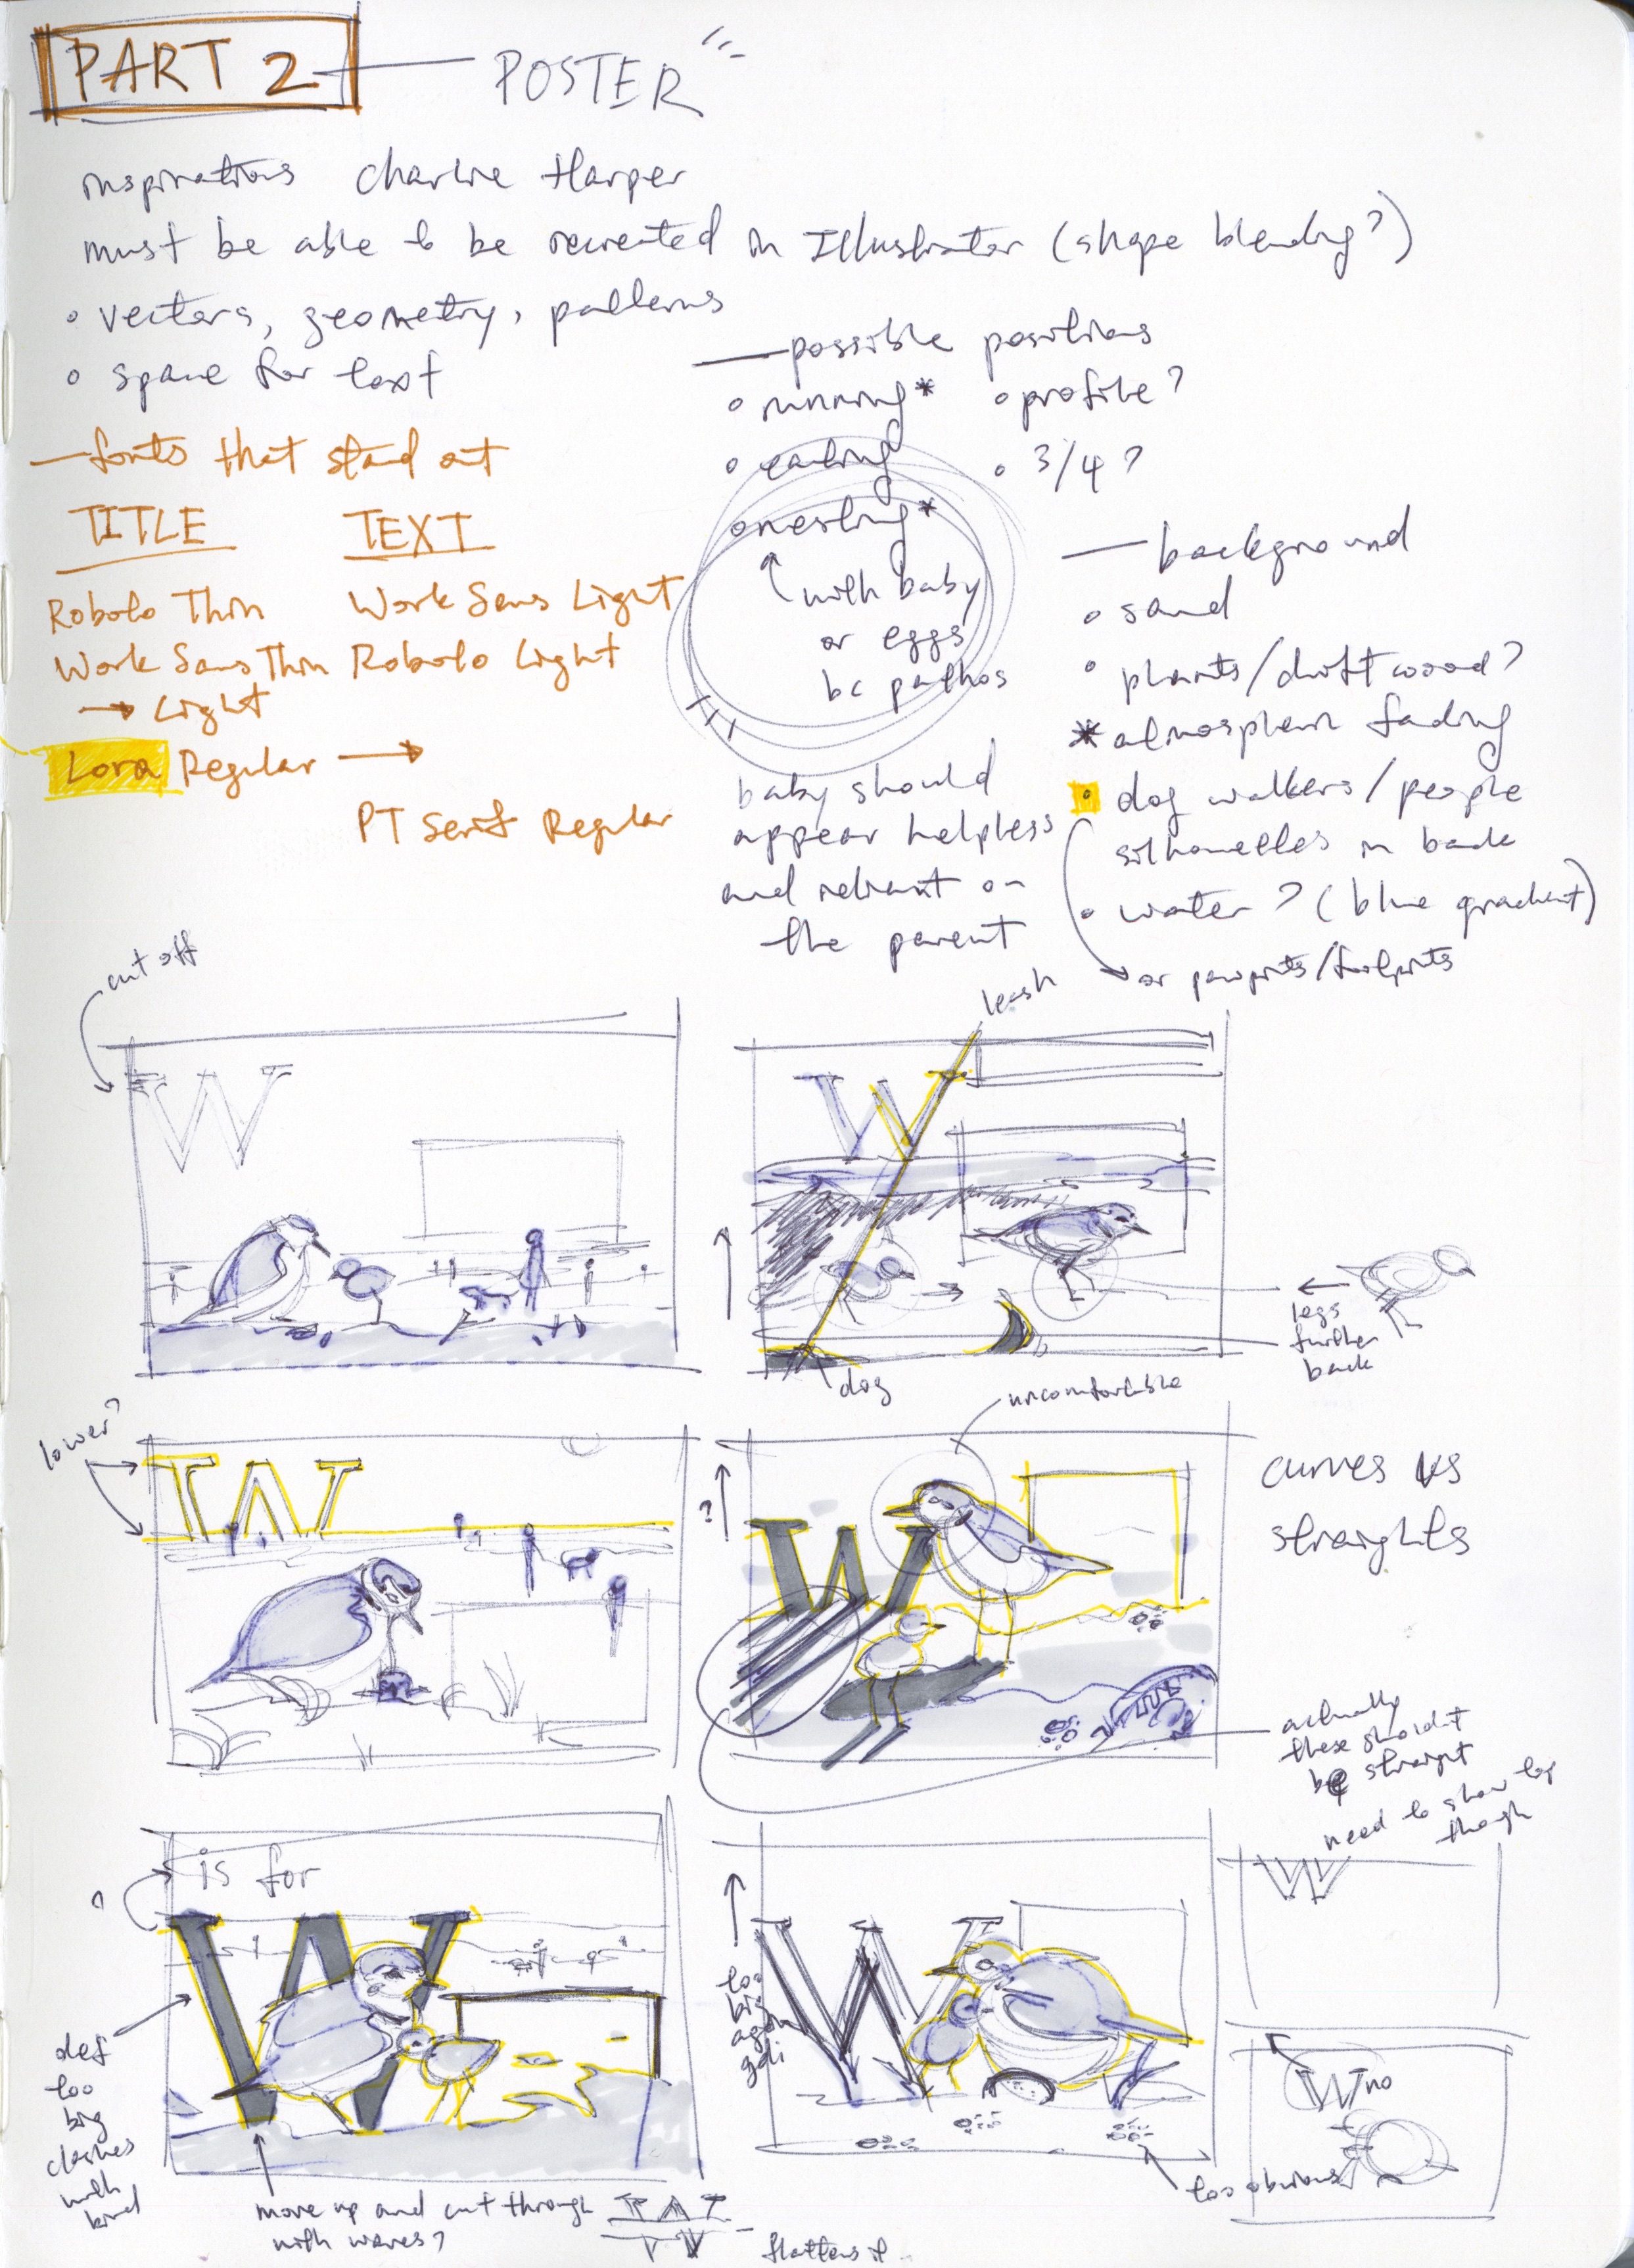 PART 2 — POSTER
inspirations Charlie Harper
must be able to be recreated in Illustrator (shape blending?)
• vectors, geometry, patterns
• space for text
— fonts that stand out
TITLE TEXT
Roboto Thin Work Sans Light
Work Sans Thin Roboto Light
→ Light
Lora Regular →
PT Serif Regular
— possible positions
• running* • profile?
• eating • 3/4?
• nesting*
with baby
or eggs
bc pathos
baby should
appear helpless
and reliant on
the parent
— background
• sand
• plants/driftwood?
* atmospheric fading
• dog walkers/people
silhouettes in back
• water? (blue gradient)
or pawprints/footprints
cut off
W
leash
W
dog
legs
further
back
lower?
W
uncomfortable
?
W
curves vs
straights
actually
these shouldnt
be straight
need to show top
though
?
is for
W
def
too
big
clashes
with
bird
move up and cut through
with waves?
flattens it
W
too
big
again
gdi
too obvious
W
W no